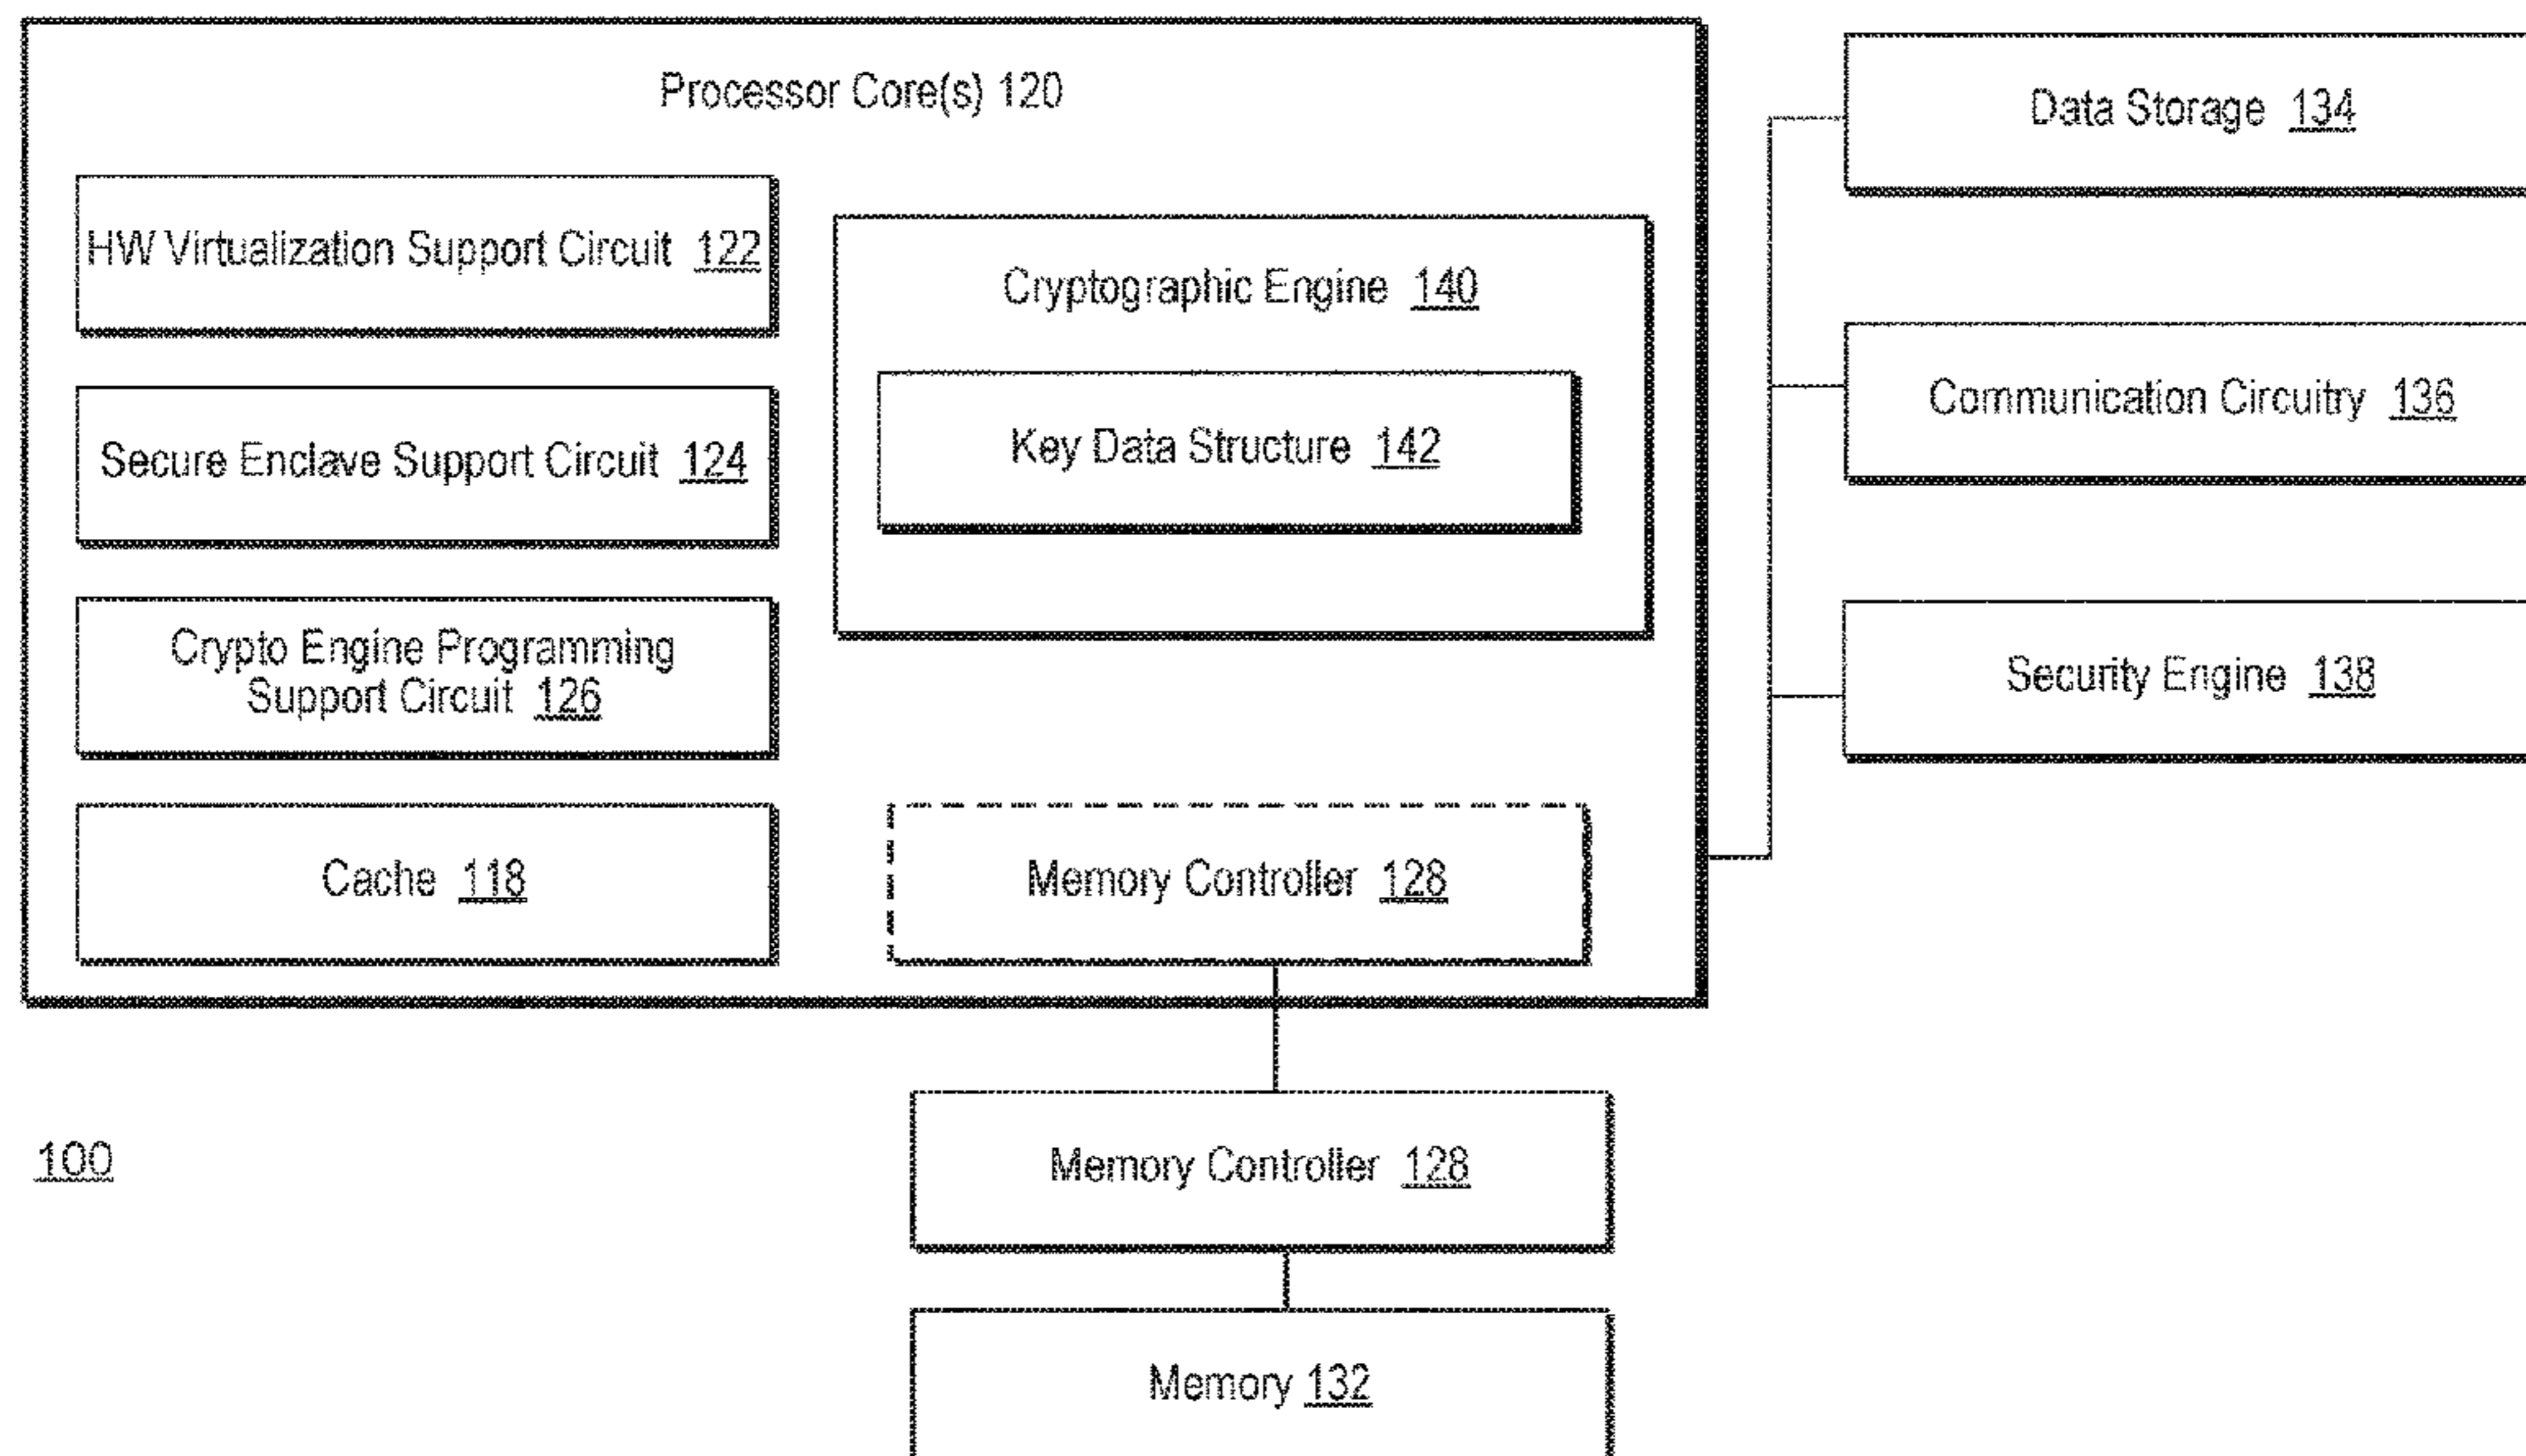 Processor Core(s) 120
HW Virtualization Support Circuit 122
Secure Enclave Support Circuit 124
Crypto Engine Programming
Support Circuit 126
Cache 118
Cryptographic Engine 140
Key Data Structure 142
Memory Controller 128
Data Storage 134
Communication Circuitry 136
Security Engine 138
100
Memory Controller 128
Memory 132